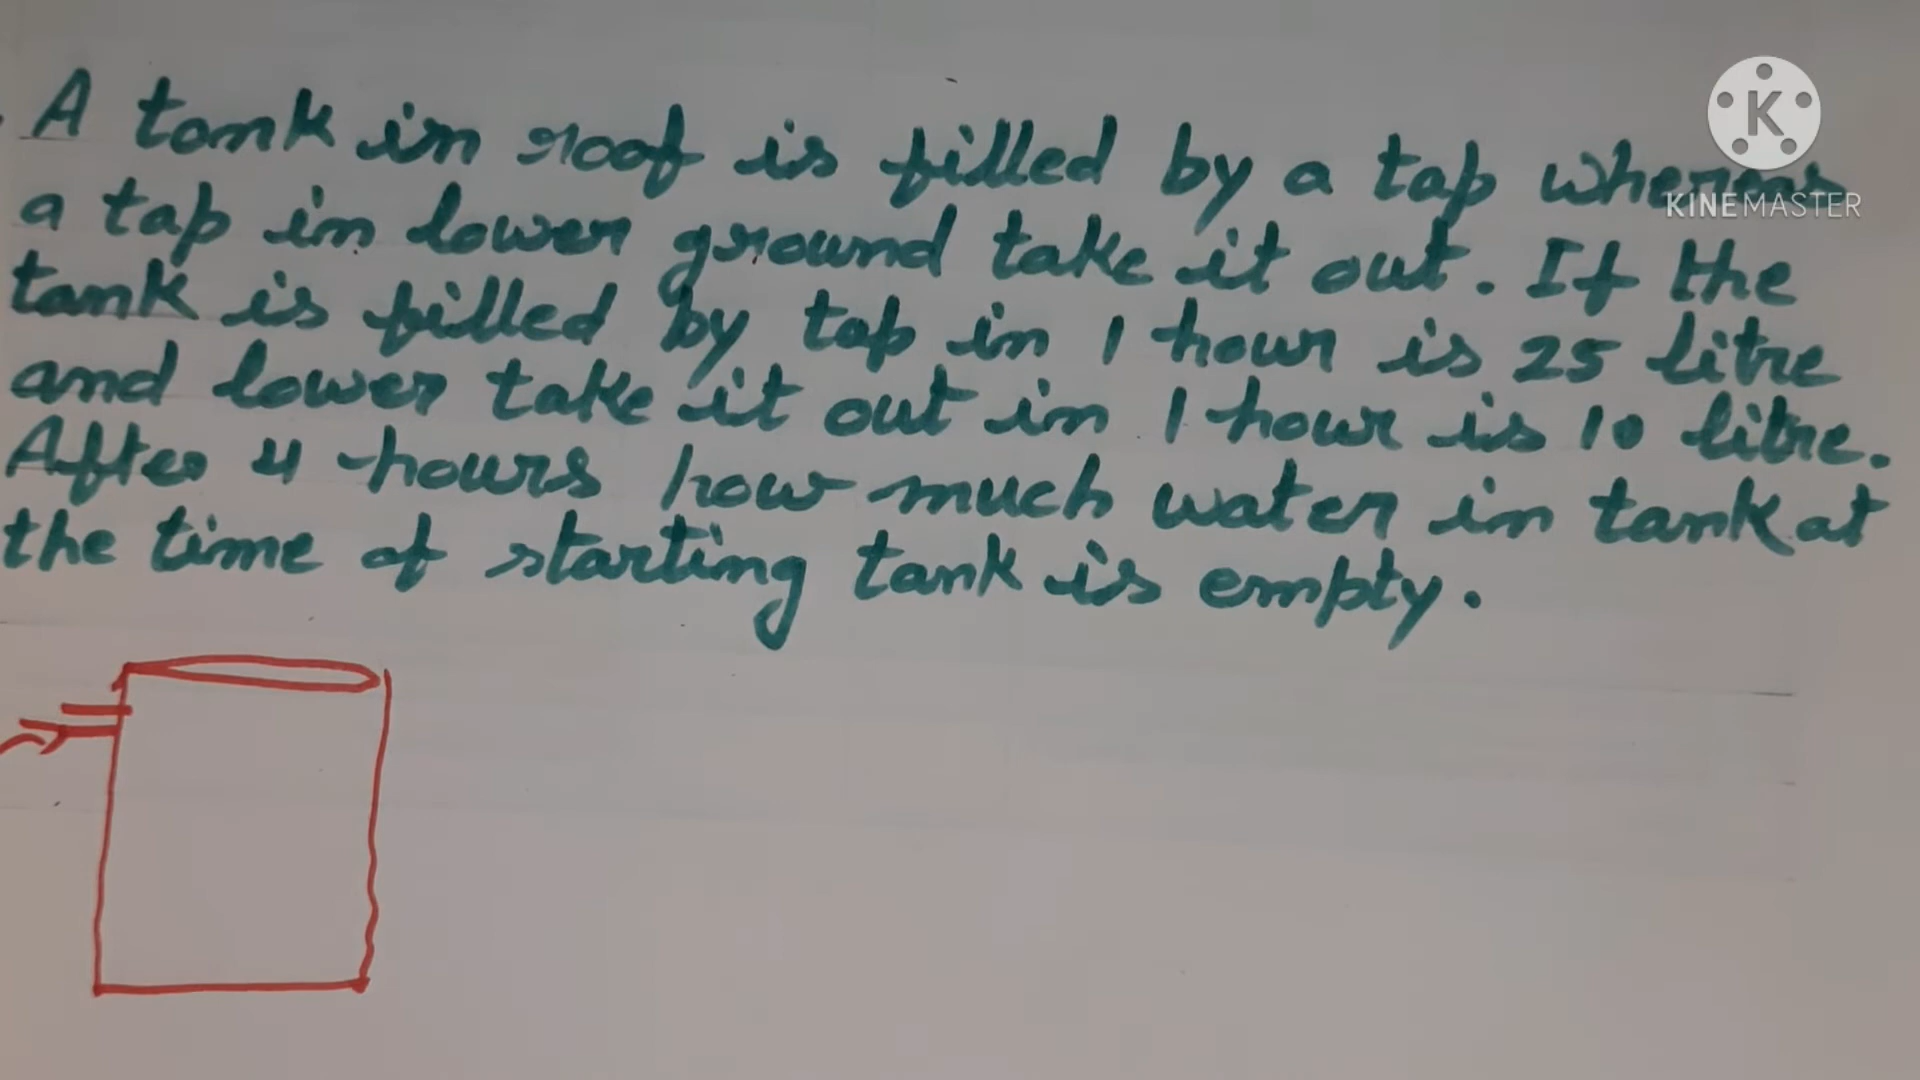 A tank in roof is filled by a tap whereas
a tap in lower ground take it out. If the
tank is filled by tap in 1 hour is 25 litre
and lower take it out in 1 hour is 10 litre.
After 4 hours how much water in tank at
the time of starting tank is empty.
K
KINEMASTER